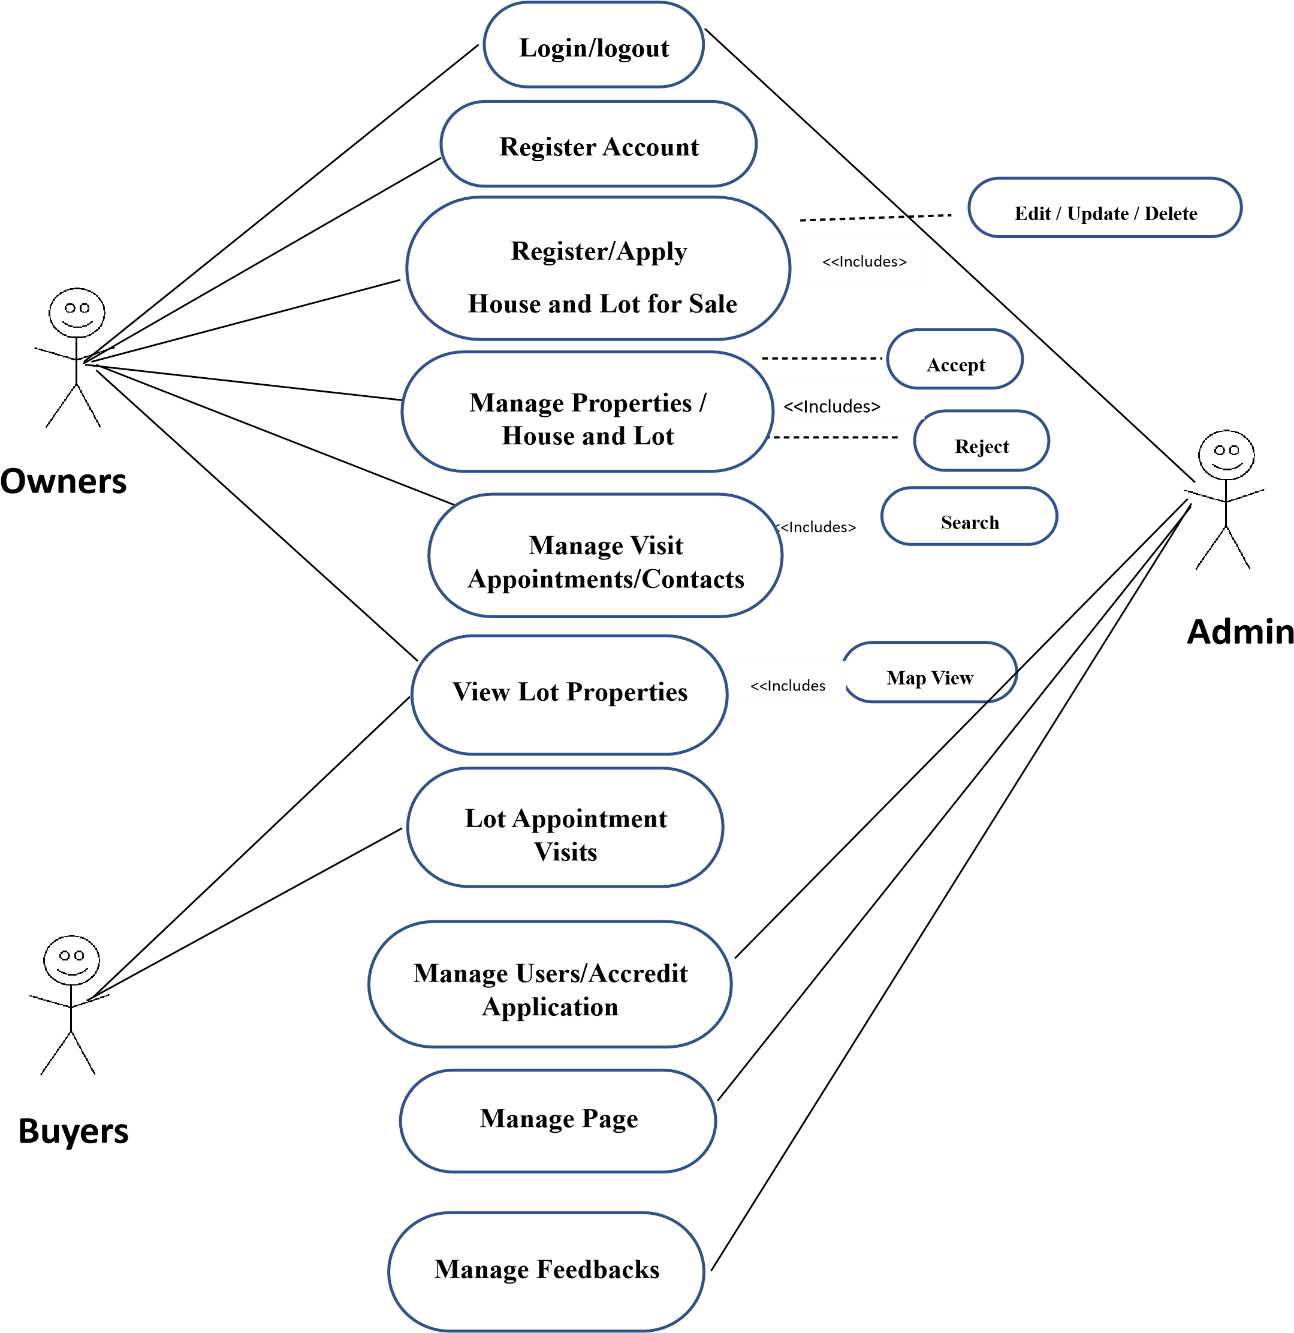 Login/logout
Register Account
Register/Apply
House and Lot for Sale
Edit / Update / Delete
<<Includes>
Manage Properties /
House and Lot
Accept
<<Includes>
Reject
Owners
Manage Visit
Appointments/Contacts
<<Includes>
Search
Admin
View Lot Properties
<<Includes
Map View
Lot Appointment
Visits
Manage Users/Accredit
Application
Buyers
Manage Page
Manage Feedbacks